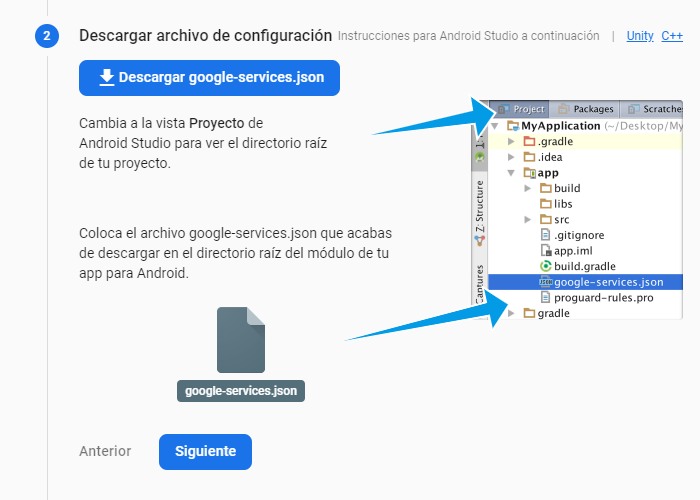 2 Descargar archivo de configuración Instrucciones para Android Studio a continuación | Unity C++
Descargar google-services.json
Cambia a la vista Proyecto de
Android Studio para ver el directorio raíz
de tu proyecto.
Coloca el archivo google-services.json que acabas
de descargar en el directorio raíz del módulo de tu
app para Android.
google-services.json
Anterior Siguiente
Project Packages Scratches
MyApplication (~/Desktop/My
.gradle
.idea
app
build
libs
src
.gitignore
app.iml
build.gradle
google-services.json
proguard-rules.pro
gradle
Z: Structure
Captures